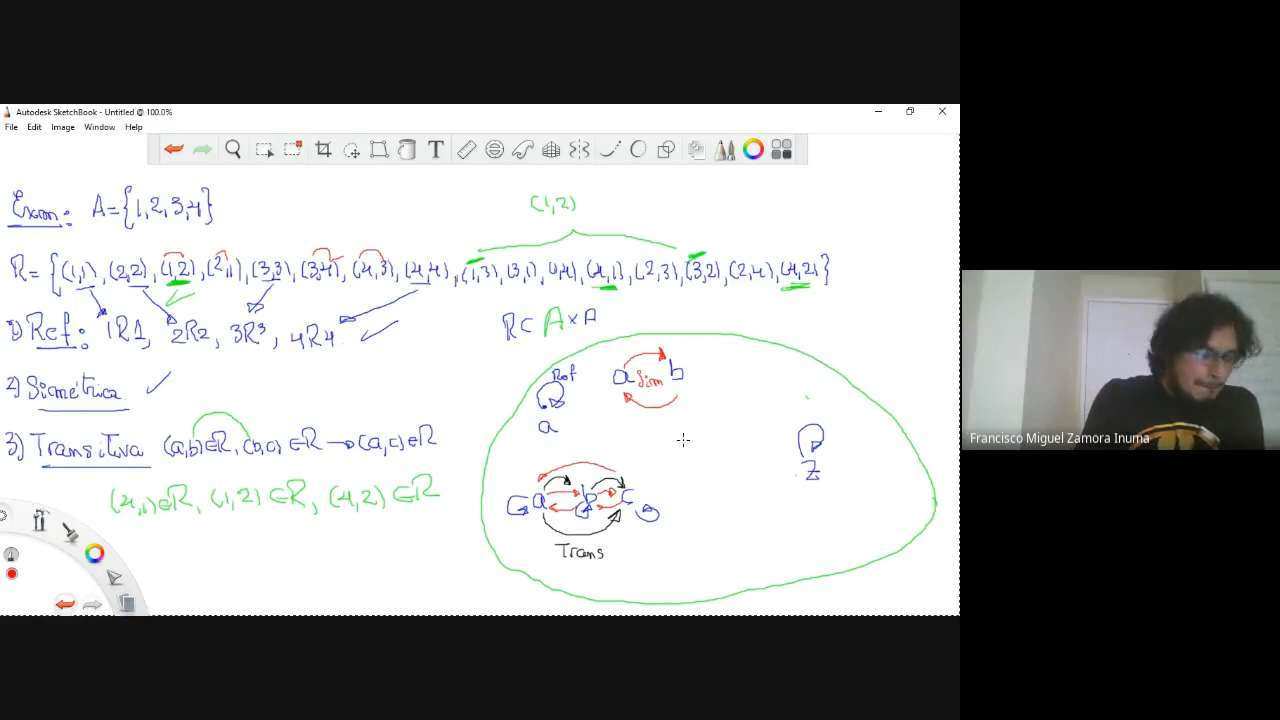 Autodesk SketchBook - Untitled @ 100.0%
File Edit Image Window Help
Exam: A={1,2,3,4}
(1,2)
R={(1,1), (2,2), (1,2), (2,1), (3,3), (3,4), (4,3), (4,4), (1,3), (3,1), (1,4), (4,1), (2,3), (3,2), (2,4), (4,2)}
1) Ref: 1R1, 2R2, 3R3, 4R4
R⊂ A×A
2) Simétrica
Ref
a
a Sim b
3) Transitiva (a,b)∈R, (b,c)∈R→(a,c)∈R
(4,1)∈R, (1,2)∈R, (4,2)∈R
a b c
Trans
z
Francisco Miguel Zamora Inuma